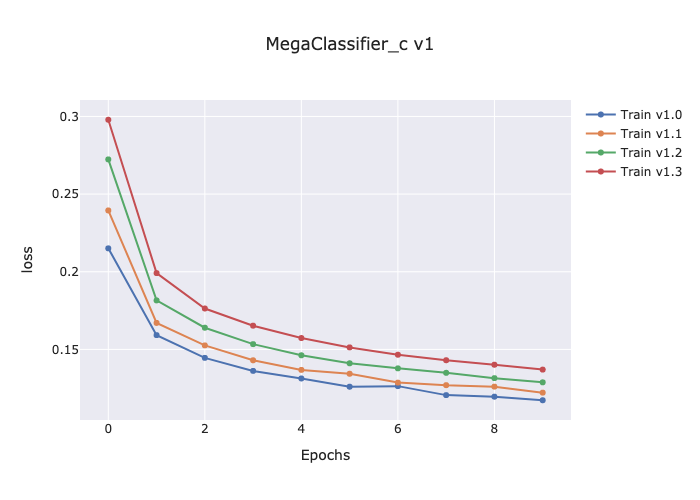 MegaClassifier_c v1
Train v1.0
Train v1.1
Train v1.2
Train v1.3
0.3
0.25
0.2
0.15
loss
0 2 4 6 8
Epochs